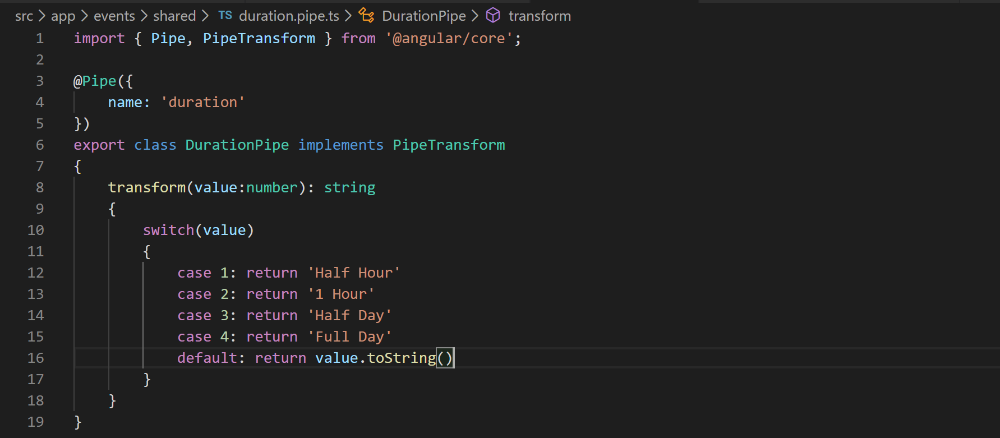 src > app > events > shared > TS duration.pipe.ts > DurationPipe > transform
1 import { Pipe, PipeTransform } from '@angular/core';
2
3 @Pipe({
4     name: 'duration'
5 })
6 export class DurationPipe implements PipeTransform
7 {
8     transform(value:number): string
9     {
10         switch(value)
11         {
12             case 1: return 'Half Hour'
13             case 2: return '1 Hour'
14             case 3: return 'Half Day'
15             case 4: return 'Full Day'
16             default: return value.toString()
17         }
18     }
19 }